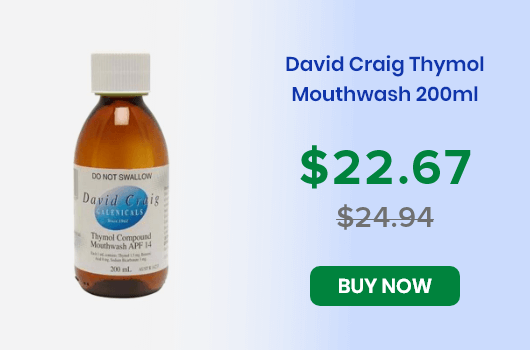 DO NOT SWALLOW
David Craig
GALENICALS
Thymol Compound
Mouthwash APF 14
200 mL
David Craig Thymol
Mouthwash 200ml
$22.67
$24.94
BUY NOW